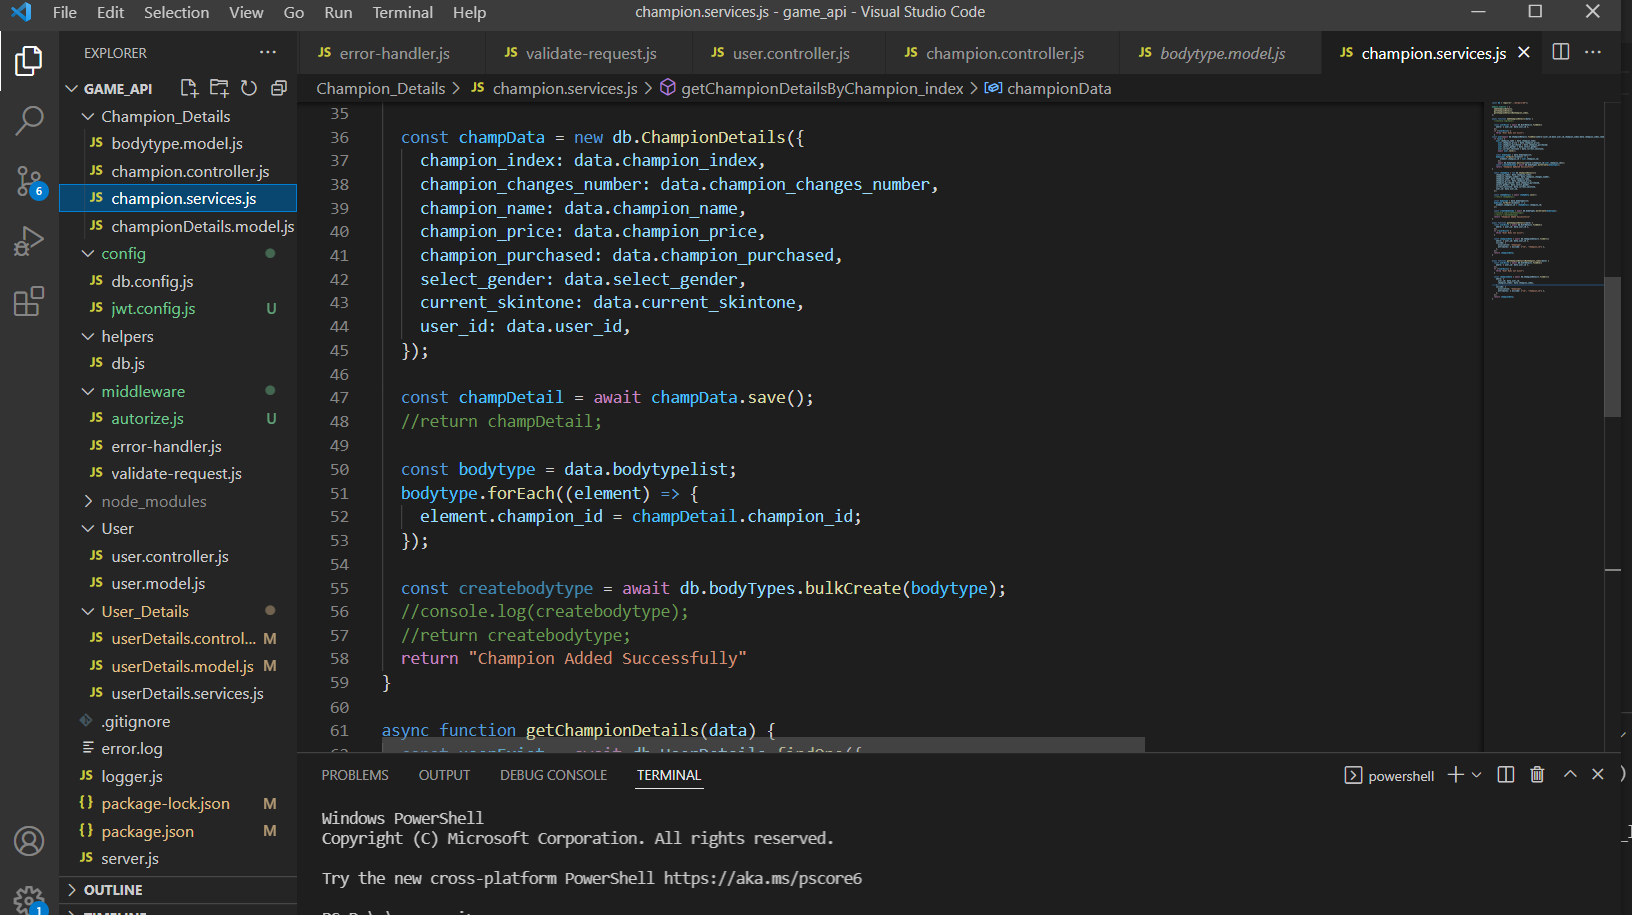 File Edit Selection View Go Run Terminal Help
champion.services.js - game_api - Visual Studio Code
EXPLORER
JS error-handler.js
JS validate-request.js
JS user.controller.js
JS champion.controller.js
JS bodytype.model.js
JS champion.services.js
GAME_API
Champion_Details
JS bodytype.model.js
JS champion.controller.js
JS champion.services.js
JS championDetails.model.js
config
JS db.config.js
JS jwt.config.js U
helpers
JS db.js
middleware
JS autorize.js U
JS error-handler.js
JS validate-request.js
node_modules
User
JS user.controller.js
JS user.model.js
User_Details
JS userDetails.control... M
JS userDetails.model.js M
JS userDetails.services.js
.gitignore
error.log
JS logger.js
{} package-lock.json M
{} package.json M
JS server.js
OUTLINE
TIMELINE
6
1
Champion_Details > JS champion.services.js > getChampionDetailsByChampion_index > championData
35
36 const champData = new db.ChampionDetails({
37 champion_index: data.champion_index,
38 champion_changes_number: data.champion_changes_number,
39 champion_name: data.champion_name,
40 champion_price: data.champion_price,
41 champion_purchased: data.champion_purchased,
42 select_gender: data.select_gender,
43 current_skintone: data.current_skintone,
44 user_id: data.user_id,
45 });
46
47 const champDetail = await champData.save();
48 //return champDetail;
49
50 const bodytype = data.bodytypelist;
51 bodytype.forEach((element) => {
52 element.champion_id = champDetail.champion_id;
53 });
54
55 const createbodytype = await db.bodyTypes.bulkCreate(bodytype);
56 //console.log(createbodytype);
57 //return createbodytype;
58 return "Champion Added Successfully"
59 }
60
61 async function getChampionDetails(data) {
62 const userExist = await db.UserDetails.findOne({
PROBLEMS OUTPUT DEBUG CONSOLE TERMINAL
powershell
Windows PowerShell
Copyright (C) Microsoft Corporation. All rights reserved.
Try the new cross-platform PowerShell https://aka.ms/pscore6